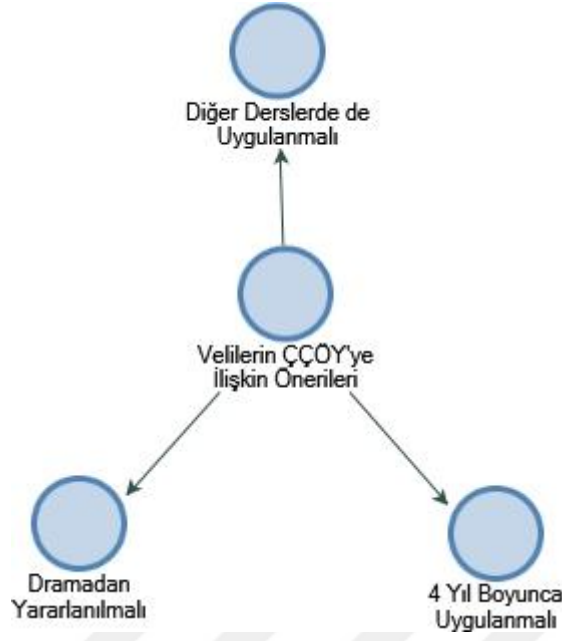 Diğer Derslerde de
Uygulanmalı
Velilerin ÇÇÖY'ye
İlişkin Önerileri
Dramadan
Yararlanılmalı
4 Yıl Boyunca
Uygulanmalı